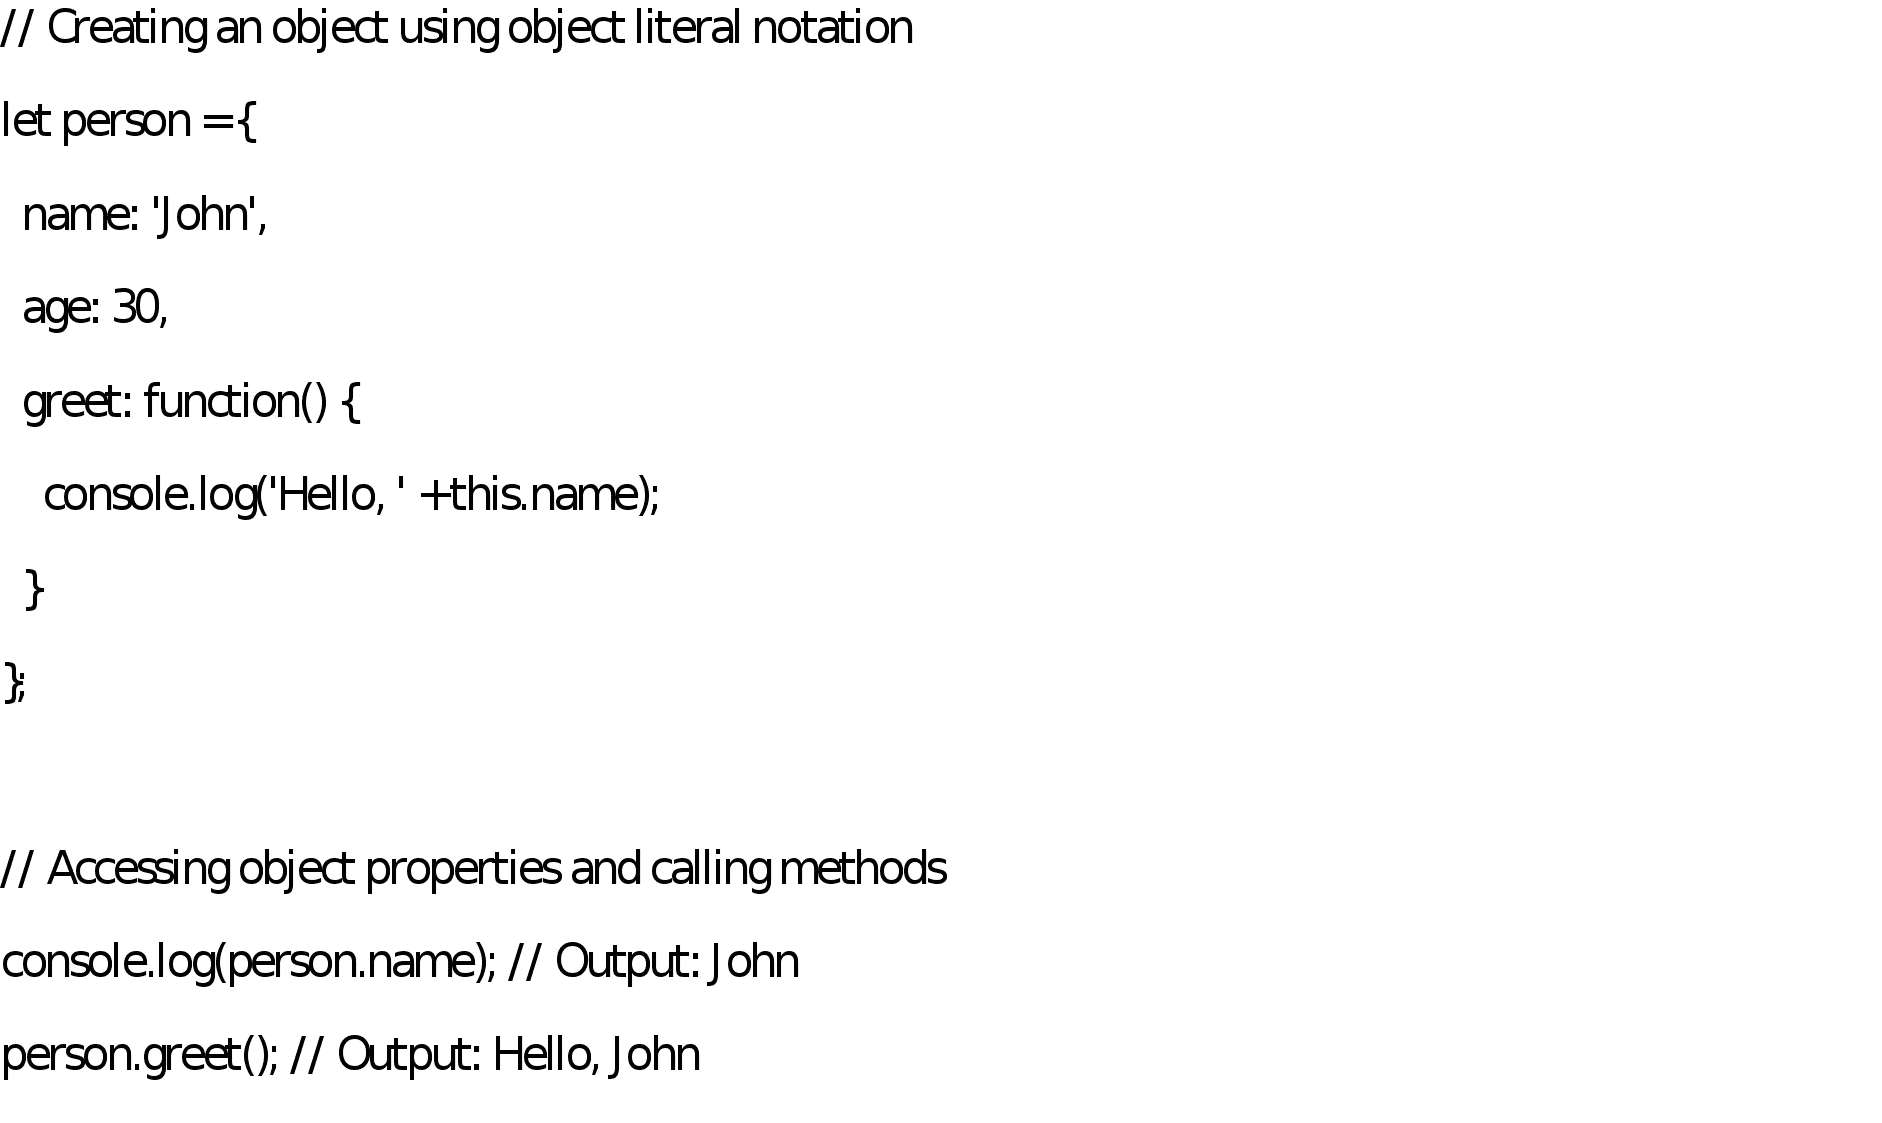 // Creating an object using object literal notation
let person = {
  name: 'John',
  age: 30,
  greet: function() {
    console.log('Hello, ' + this.name);
  }
};

// Accessing object properties and calling methods
console.log(person.name); // Output: John
person.greet(); // Output: Hello, John